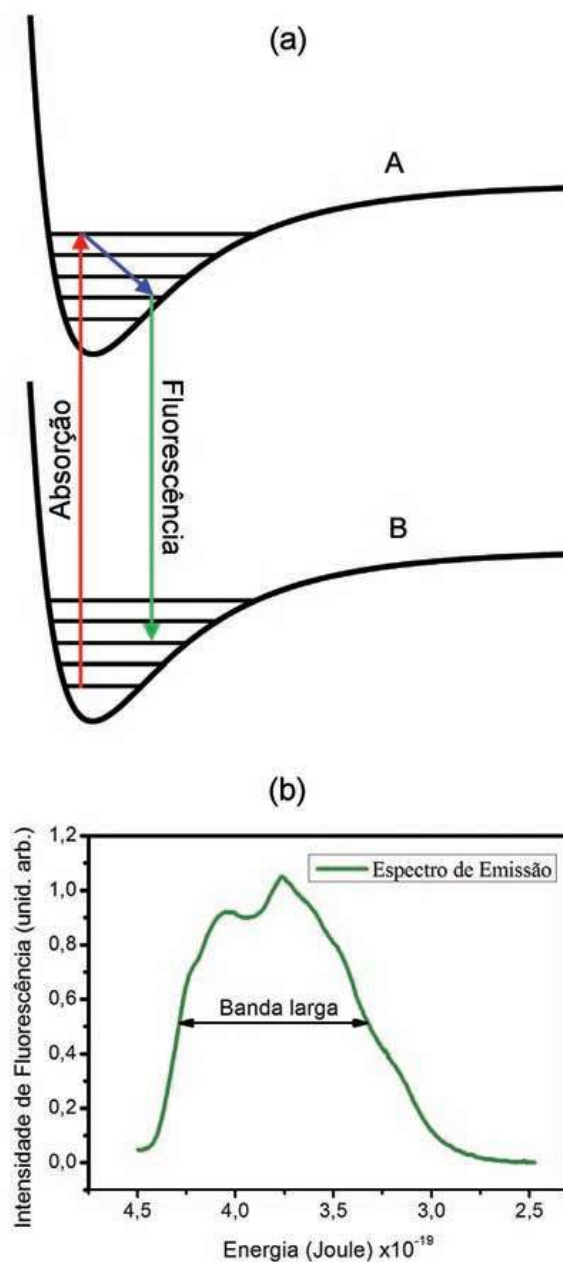 (a)
A
Absorção
Fluorescência
B
(b)
Intensidade de Fluorescência (unid. arb.)
1,2
1,0
0,8
0,6
0,4
0,2
0,0
Espectro de Emissão
Banda larga
4,5 4,0 3,5 3,0 2,5
Energia (Joule) x10⁻¹⁹